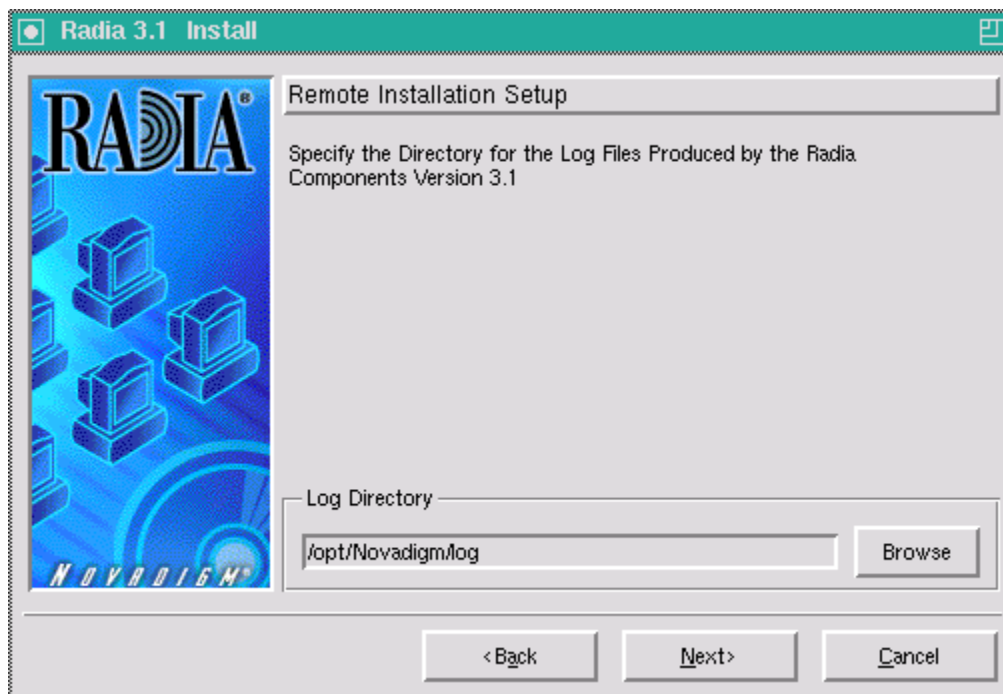 Radia 3.1 Install
RADIA®
Remote Installation Setup
Specify the Directory for the Log Files Produced by the Radia
Components Version 3.1
Log Directory
/opt/Novadigm/log
Browse
NOVADIGM®
<Back
Next>
Cancel